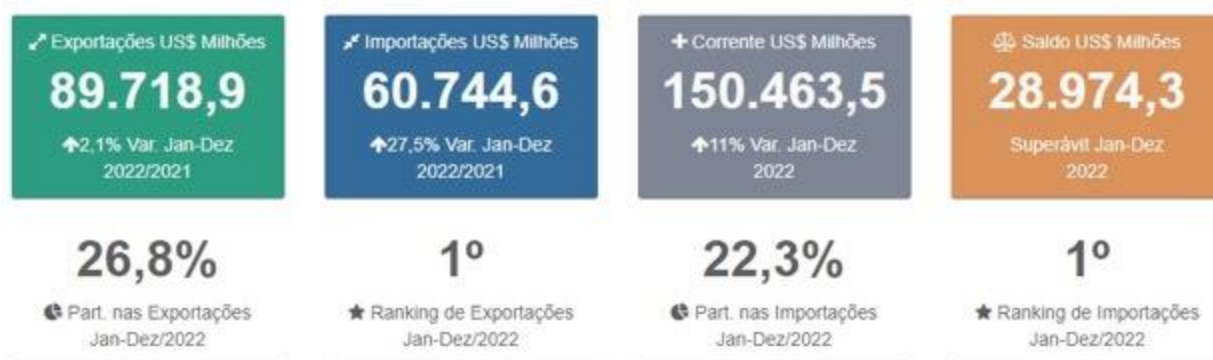 Exportações US$ Milhões
89.718,9
2,1% Var. Jan-Dez
2022/2021
Importações US$ Milhões
60.744,6
27,5% Var. Jan-Dez
2022/2021
Corrente US$ Milhões
150.463,5
11% Var. Jan-Dez
2022
Saldo US$ Milhões
28.974,3
Superávit Jan-Dez
2022
26,8%
Part. nas Exportações
Jan-Dez/2022
1º
Ranking de Exportações
Jan-Dez/2022
22,3%
Part. nas Importações
Jan-Dez/2022
1º
Ranking de Importações
Jan-Dez/2022